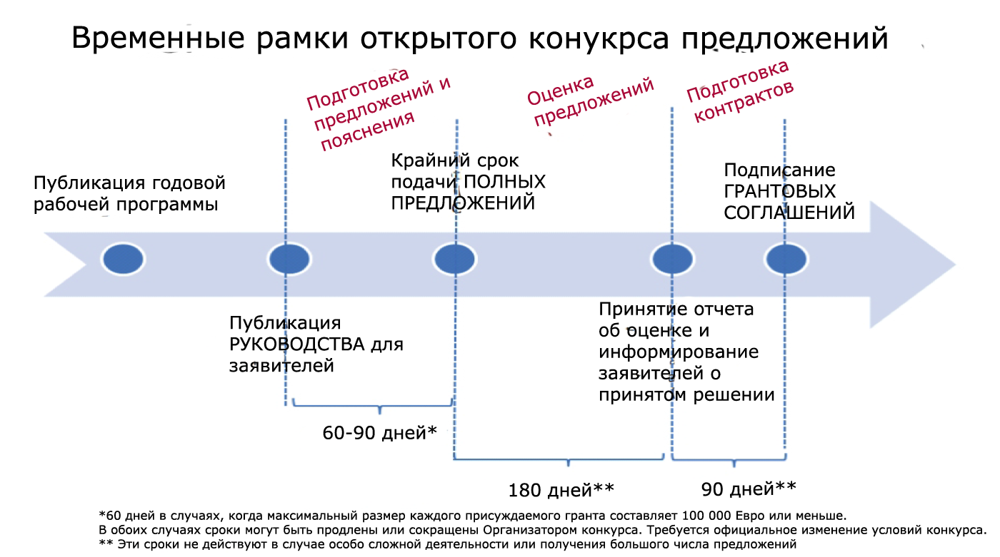 Временные рамки открытого конукрса предложений
Подготовка
предложений и
пояснения
Оценка
предложений
Подготовка
контрактов
Публикация годовой
рабочей программы
Крайний срок
подачи ПОЛНЫХ
ПРЕДЛОЖЕНИЙ
Подписание
ГРАНТОВЫХ
СОГЛАШЕНИЙ
Публикация
РУКОВОДСТВА для
заявителей
Принятие отчета
об оценке и
информирование
заявителей о
принятом решении
60-90 дней*
180 дней**
90 дней**
*60 дней в случаях, когда максимальный размер каждого присуждаемого гранта составляет 100 000 Евро или меньше.
В обоих случаях сроки могут быть продлены или сокращены Организатором конкурса. Требуется официальное изменение условий конкурса.
** Эти сроки не действуют в случае особо сложной деятельности или получения большого числа предложений